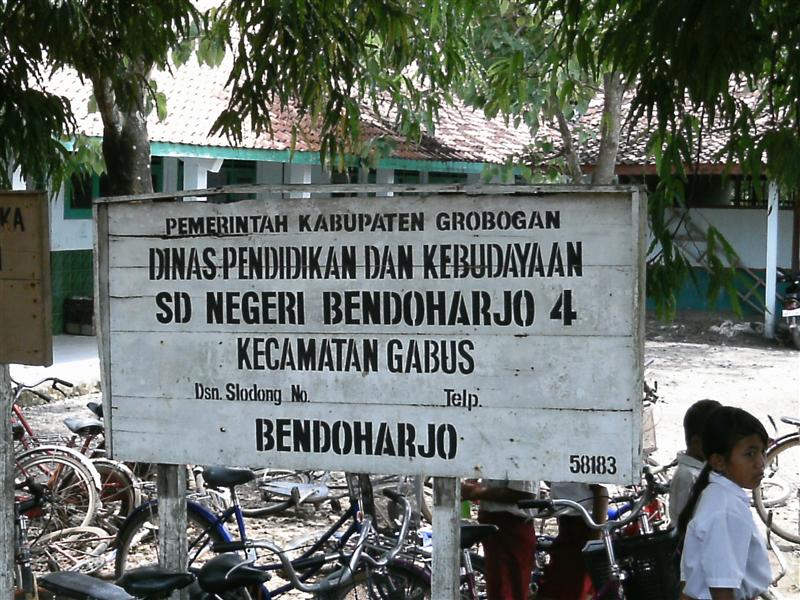 KA
PEMERINTAH KABUPATEN GROBOGAN
DINAS PENDIDIKAN DAN KEBUDAYAAN
SD NEGERI BENDOHARJO 4
KECAMATAN GABUS
Dsn. Slodong No. Telp.
BENDOHARJO
58183